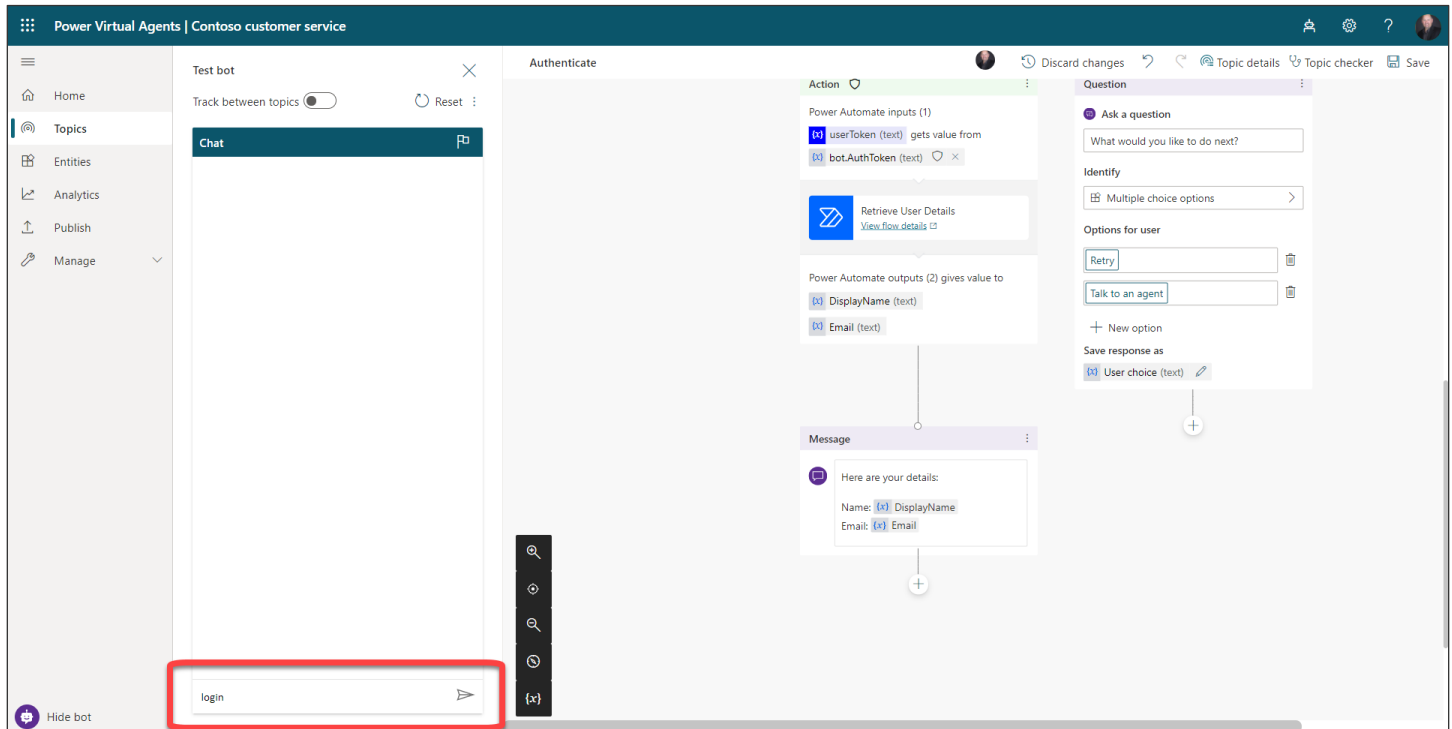 Power Virtual Agents | Contoso customer service
?
Home
Topics
Entities
Analytics
Publish
Manage
Hide bot
Test bot
Track between topics
Reset
Chat
login
Authenticate
Discard changes
Topic details
Topic checker
Save
Action
Power Automate inputs (1)
{x} userToken (text) gets value from
{x} bot.AuthToken (text)
Retrieve User Details
View flow details
Power Automate outputs (2) gives value to
{x} DisplayName (text)
{x} Email (text)
Message
Here are your details:
Name: {x} DisplayName
Email: {x} Email
{x}
Question
Ask a question
What would you like to do next?
Identify
Multiple choice options
Options for user
Retry
Talk to an agent
New option
Save response as
{x} User choice (text)